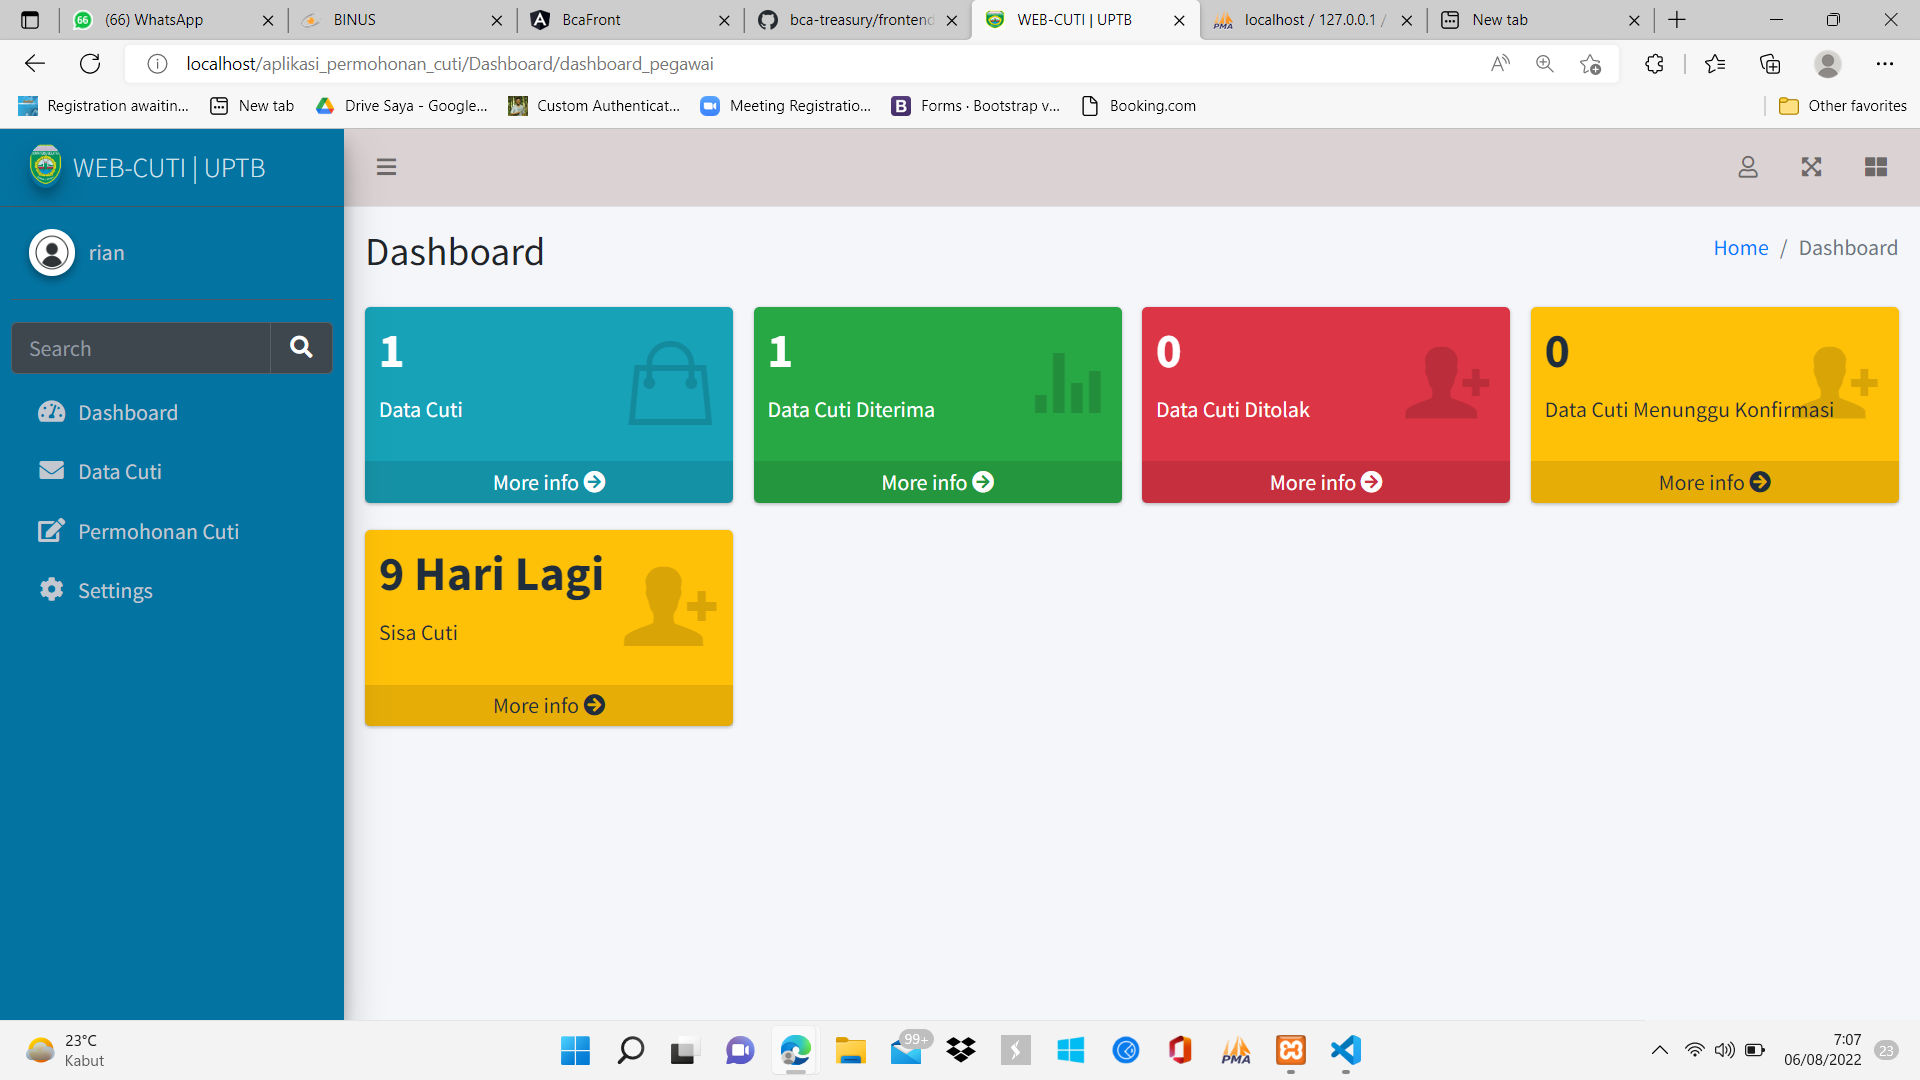 (66) WhatsApp
BINUS
BcaFront
bca-treasury/frontend
WEB-CUTI | UPTB
localhost / 127.0.0.1 /
New tab
localhost/aplikasi_permohonan_cuti/Dashboard/dashboard_pegawai
Registration awaitin...
New tab
Drive Saya - Google...
Custom Authenticat...
Meeting Registratio...
Forms · Bootstrap v...
Booking.com
Other favorites
WEB-CUTI | UPTB
rian
Search
Dashboard
Data Cuti
Permohonan Cuti
Settings
Dashboard
Home / Dashboard
1
Data Cuti
More info
1
Data Cuti Diterima
More info
0
Data Cuti Ditolak
More info
0
Data Cuti Menunggu Konfirmasi
More info
9 Hari Lagi
Sisa Cuti
More info
23°C
Kabut
99+
PMA
7:07
06/08/2022
23